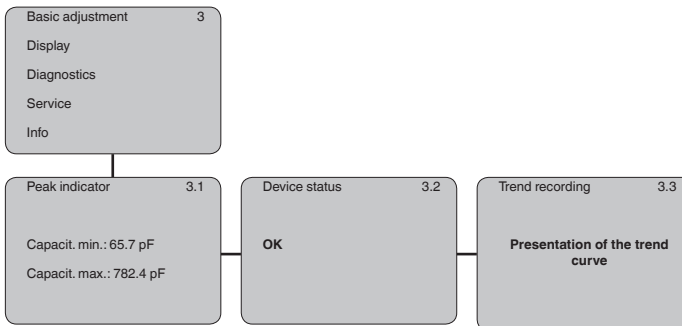 Basic adjustment 3
Display
Diagnostics
Service
Info
Peak indicator 3.1
Capacit. min.: 65.7 pF
Capacit. max.: 782.4 pF
Device status 3.2
OK
Trend recording 3.3
Presentation of the trend
curve